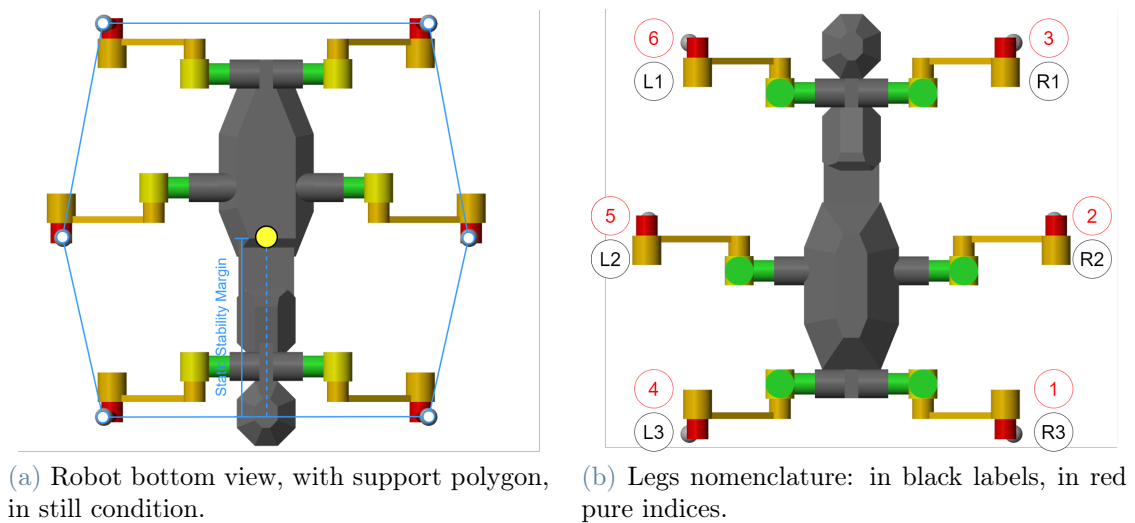 Static Stability Margin
6
3
L1
R1
5
2
L2
R2
4
1
L3
R3
(a) Robot bottom view, with support polygon,
in still condition.
(b) Legs nomenclature: in black labels, in red
pure indices.